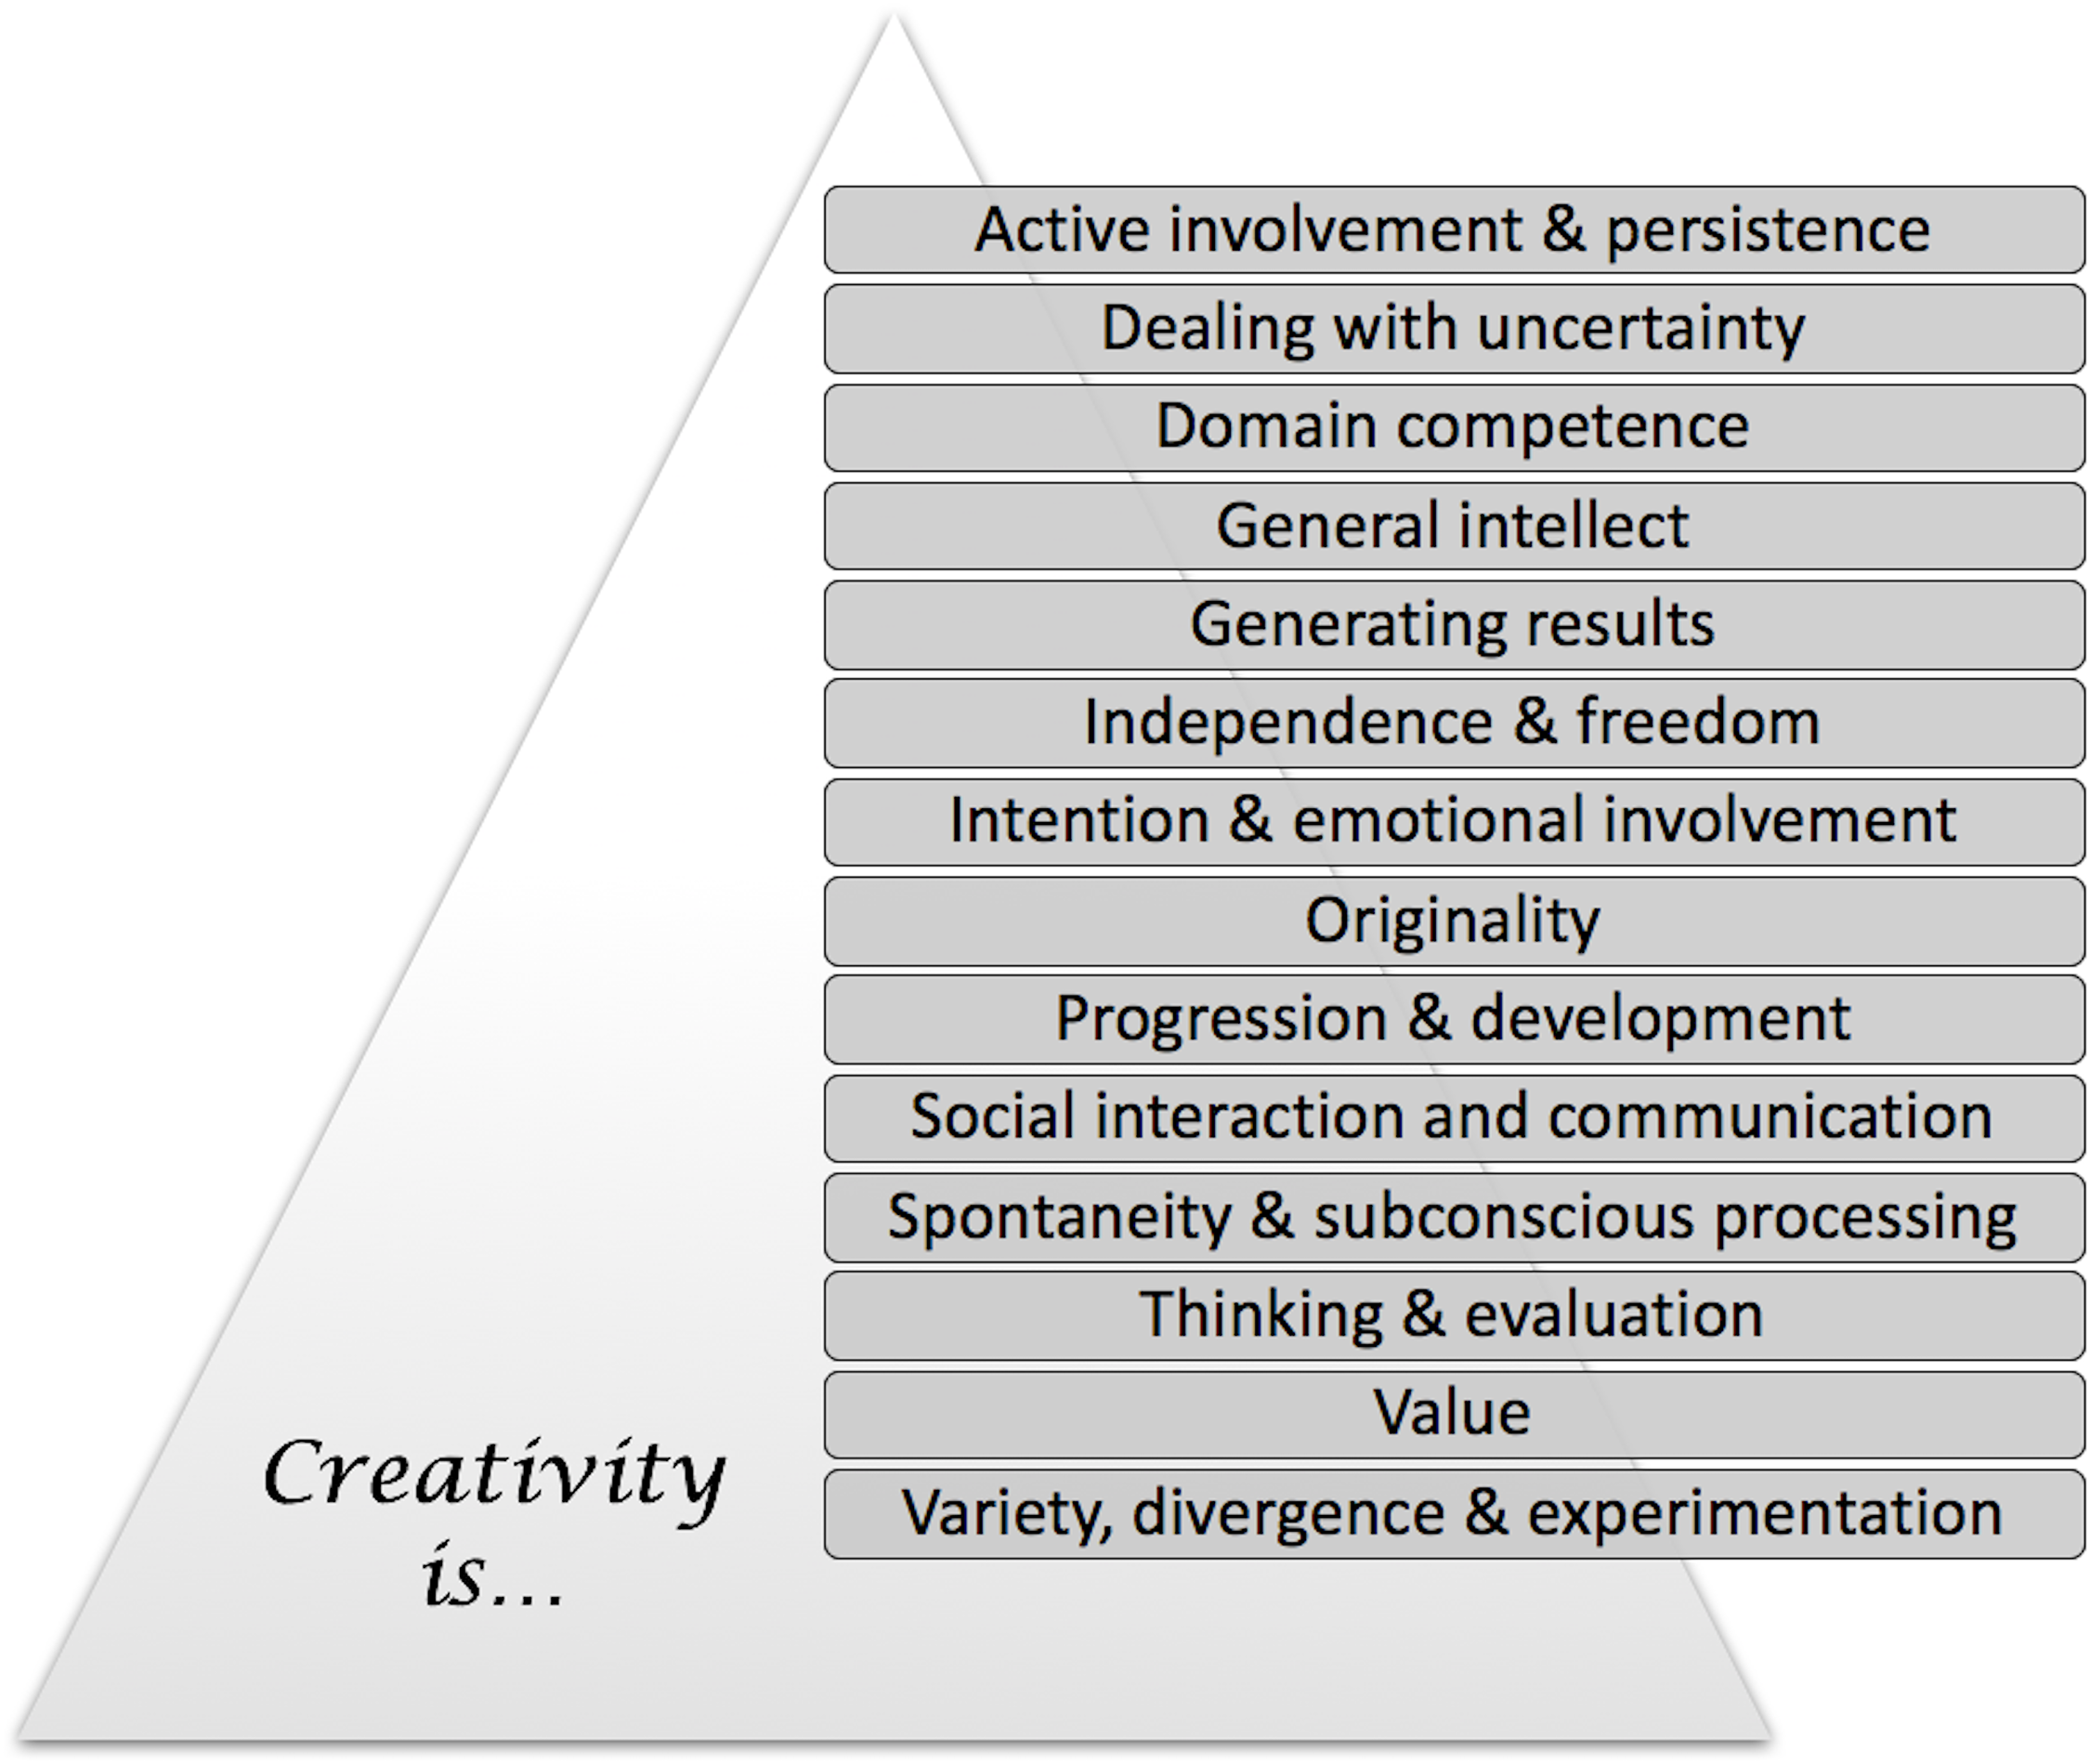 Active involvement & persistence
Dealing with uncertainty
Domain competence
General intellect
Generating results
Independence & freedom
Intention & emotional involvement
Originality
Progression & development
Social interaction and communication
Spontaneity & subconscious processing
Thinking & evaluation
Value
Variety, divergence & experimentation
Creativity
is...